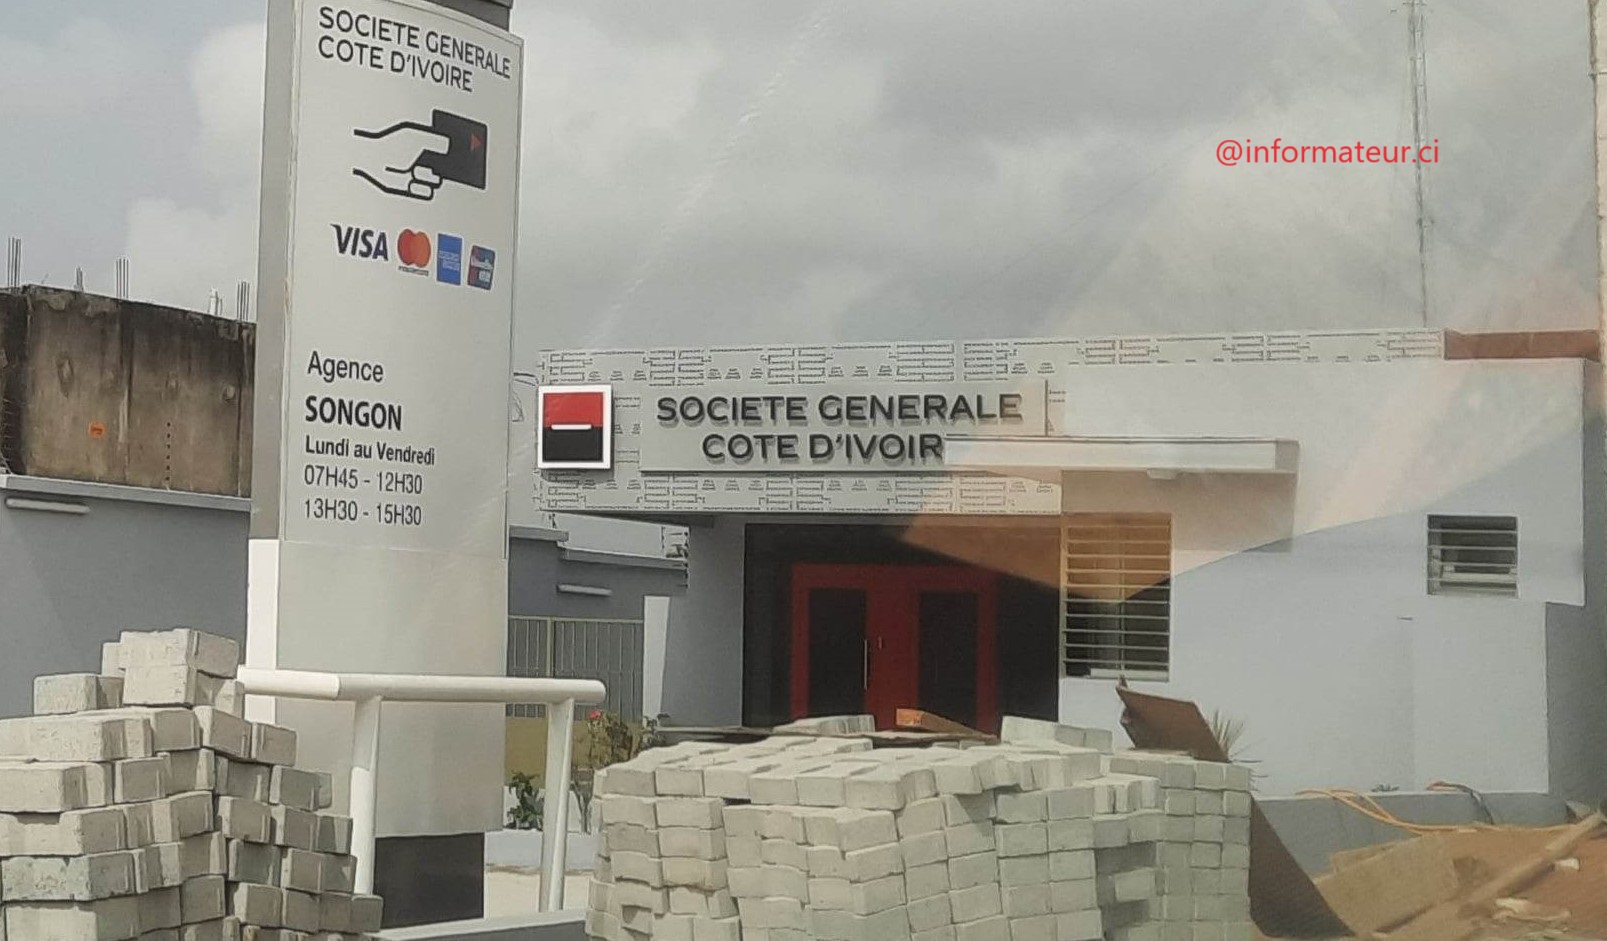 SOCIETE GENERALE
COTE D'IVOIRE
VISA
mastercard
Agence
SONGON
Lundi au Vendredi
07H45 - 12H30
13H30 - 15H30
@informateur.ci
SOCIETE GENERALE
COTE D'IVOIR